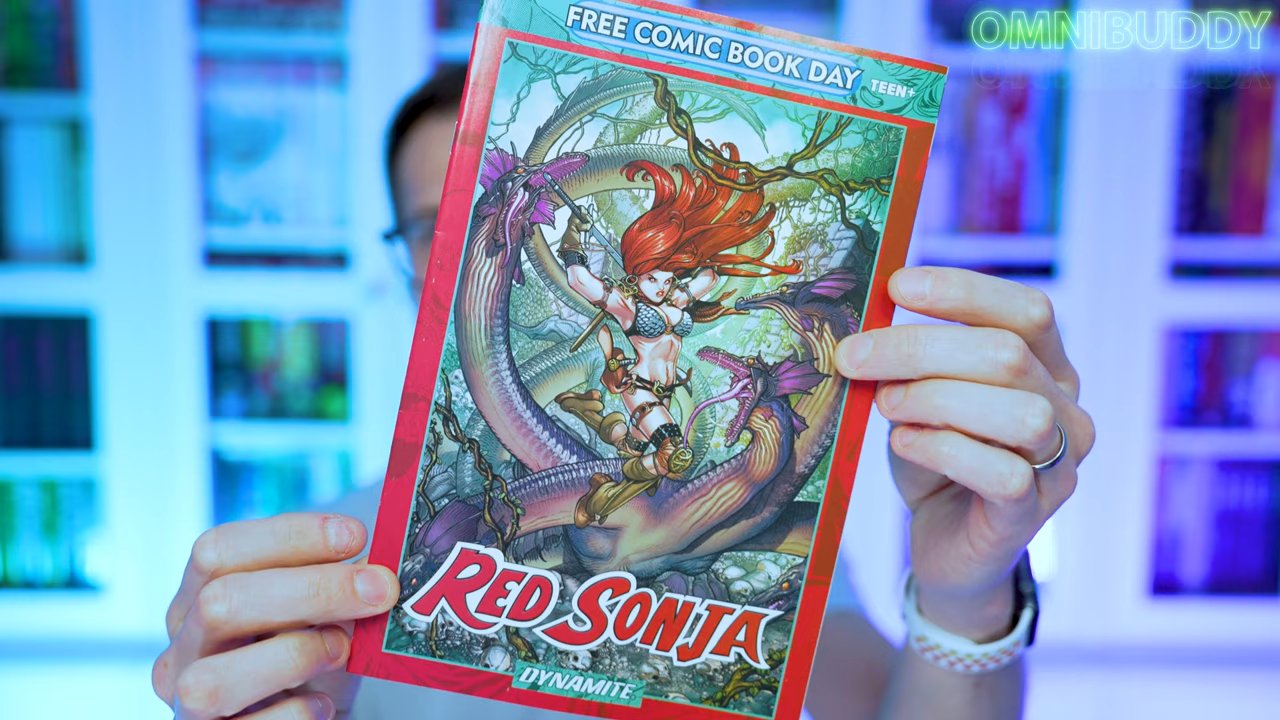 OMNIBUDDY
FREE COMIC BOOK DAY
TEEN+
RED SONJA
DYNAMITE